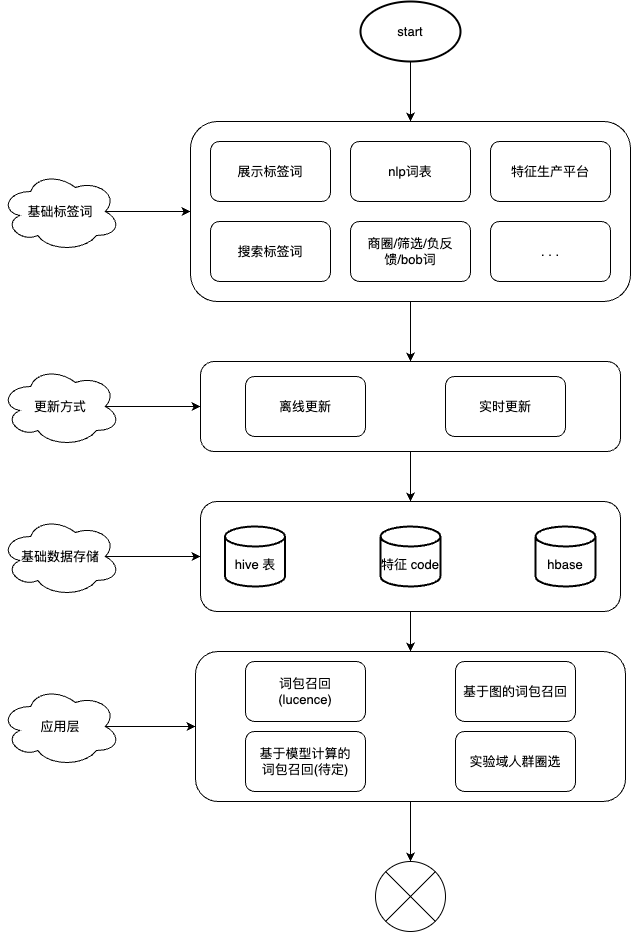 start
展示标签词
nlp词表
特征生产平台
基础标签词
搜索标签词
商圈/筛选/负反
馈/bob词
. . .
更新方式
离线更新
实时更新
基础数据存储
hive 表
特征 code
hbase
词包召回
(lucence)
基于图的词包召回
应用层
基于模型计算的
词包召回(待定)
实验域人群圈选